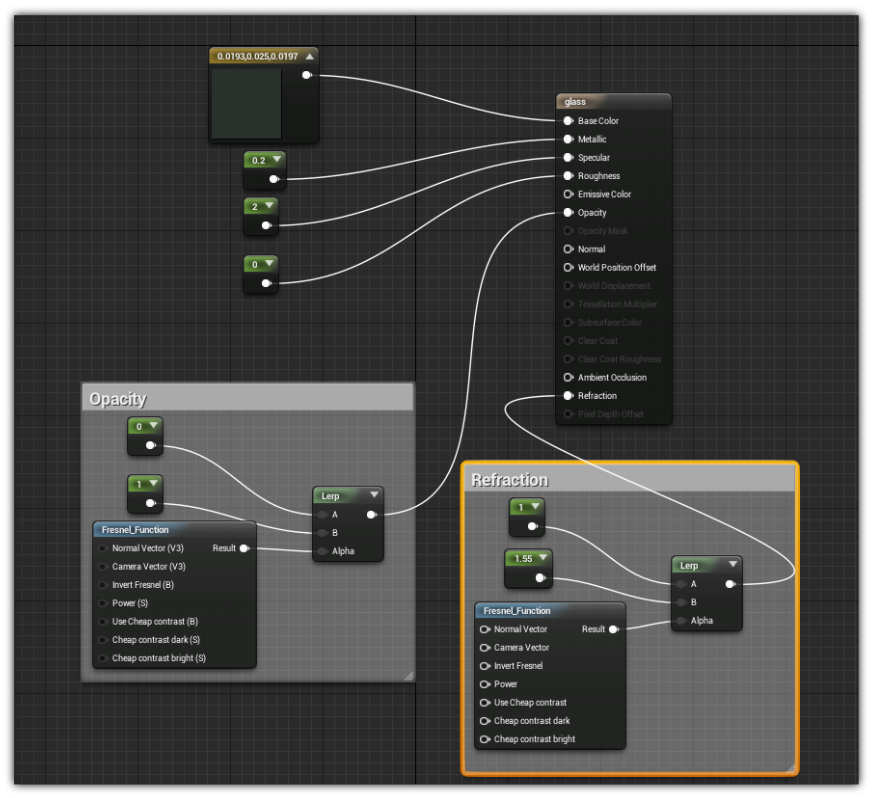 0.0193,0.025,0.0197
0.2
2
0
glass
Base Color
Metallic
Specular
Roughness
Emissive Color
Opacity
Opacity Mask
Normal
World Position Offset
World Displacement
Tessellation Multiplier
Subsurface Color
Clear Coat
Clear Coat Roughness
Ambient Occlusion
Refraction
Pixel Depth Offset
Opacity
0
1
Lerp
A
B
Alpha
Fresnel_Function
Normal Vector (V3) Result
Camera Vector (V3)
Invert Fresnel (B)
Power (S)
Use Cheap contrast (B)
Cheap contrast dark (S)
Cheap contrast bright (S)
Refraction
1
1.55
Lerp
A
B
Alpha
Fresnel_Function
Normal Vector Result
Camera Vector
Invert Fresnel
Power
Use Cheap contrast
Cheap contrast dark
Cheap contrast bright